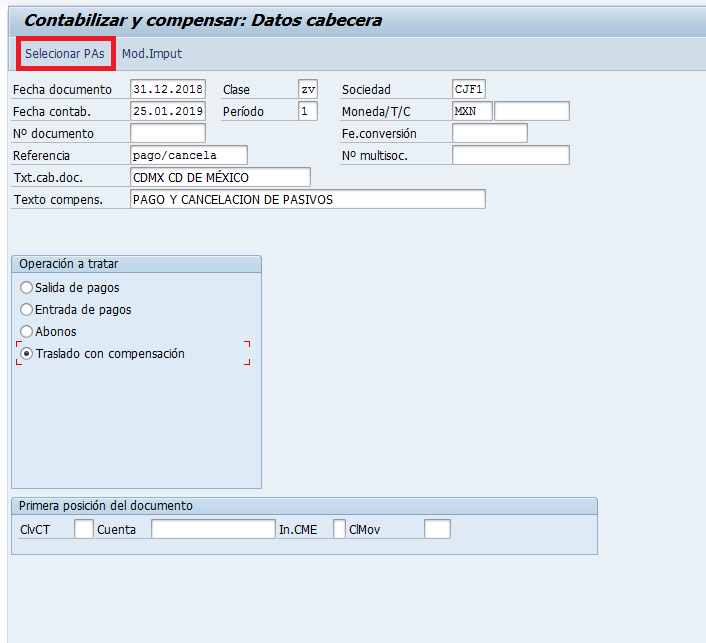 Contabilizar y compensar: Datos cabecera
Selecionar PAs Mod.Imput
Fecha documento 31.12.2018 Clase zv Sociedad CJF1
Fecha contab. 25.01.2019 Período 1 Moneda/T/C MXN
Nº documento Fe.conversión
Referencia pago/cancela Nº multisoc.
Txt.cab.doc. CDMX CD DE MÉXICO
Texto compens. PAGO Y CANCELACION DE PASIVOS
Operación a tratar
Salida de pagos
Entrada de pagos
Abonos
Traslado con compensación
Primera posición del documento
ClvCT Cuenta In.CME ClMov